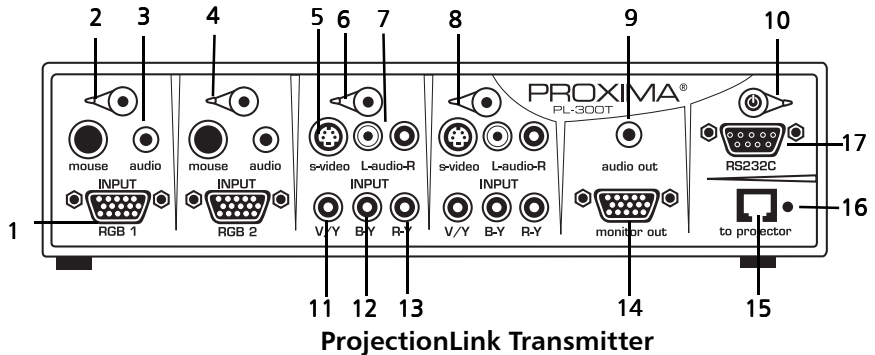 2 3 4 5 6 7 8 9 10
PROXIMA®
PL-300T
mouse audio mouse audio s-video L-audio-R s-video L-audio-R audio out RS232C 17
INPUT INPUT INPUT INPUT
16
1 RGB 1 RGB 2 V/Y B-Y R-Y V/Y B-Y R-Y monitor out to projector
11 12 13 14 15
ProjectionLink Transmitter